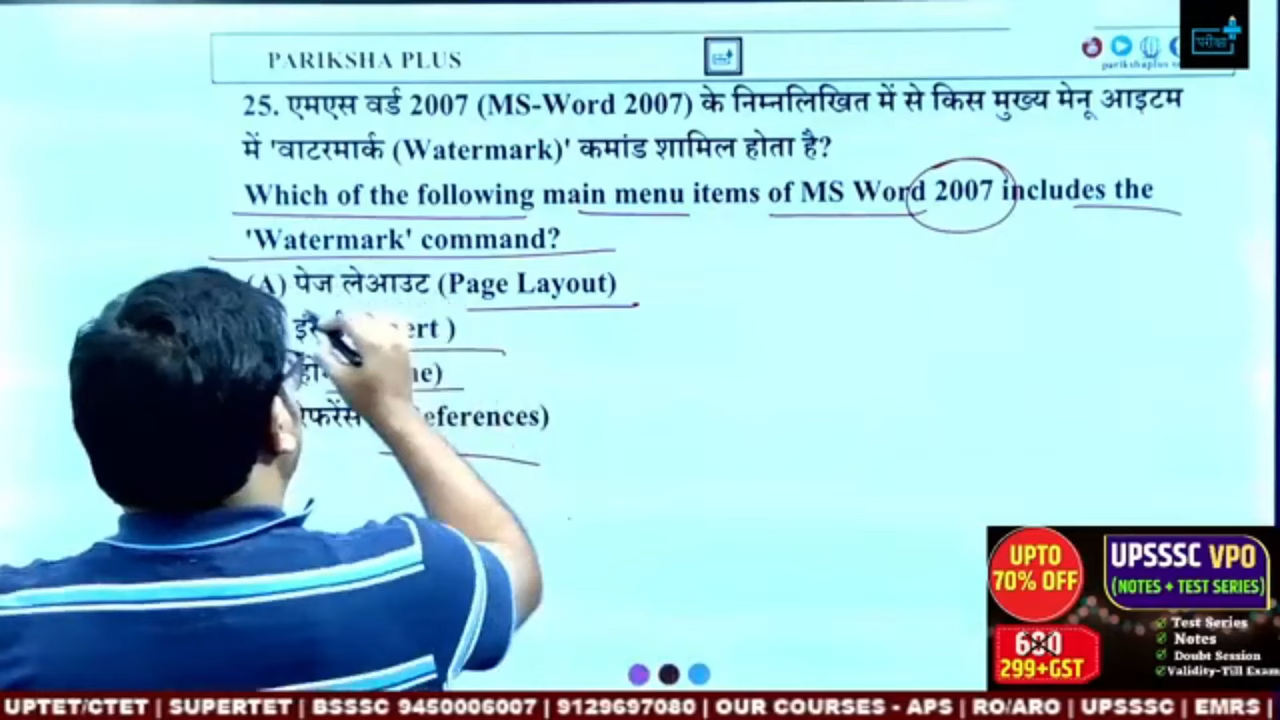 PARIKSHA PLUS
परीक्षा
25. एमएस वर्ड 2007 (MS-Word 2007) के निम्नलिखित में से किस मुख्य मेनू आइटम
में 'वाटरमार्क (Watermark)' कमांड शामिल होता है?
Which of the following main menu items of MS Word 2007 includes the
'Watermark' command?
(A) पेज लेआउट (Page Layout)
UPTO
70% OFF
680
299+GST
UPSSSC VPO
(NOTES + TEST SERIES)
Test Series
Notes
Doubt Session
Validity-Till Exam
UPTET/CTET | SUPERTET | BSSSC 9450006007 | 9129697080 | OUR COURSES - APS | RO/ARO | UPSSSC | EMRS |